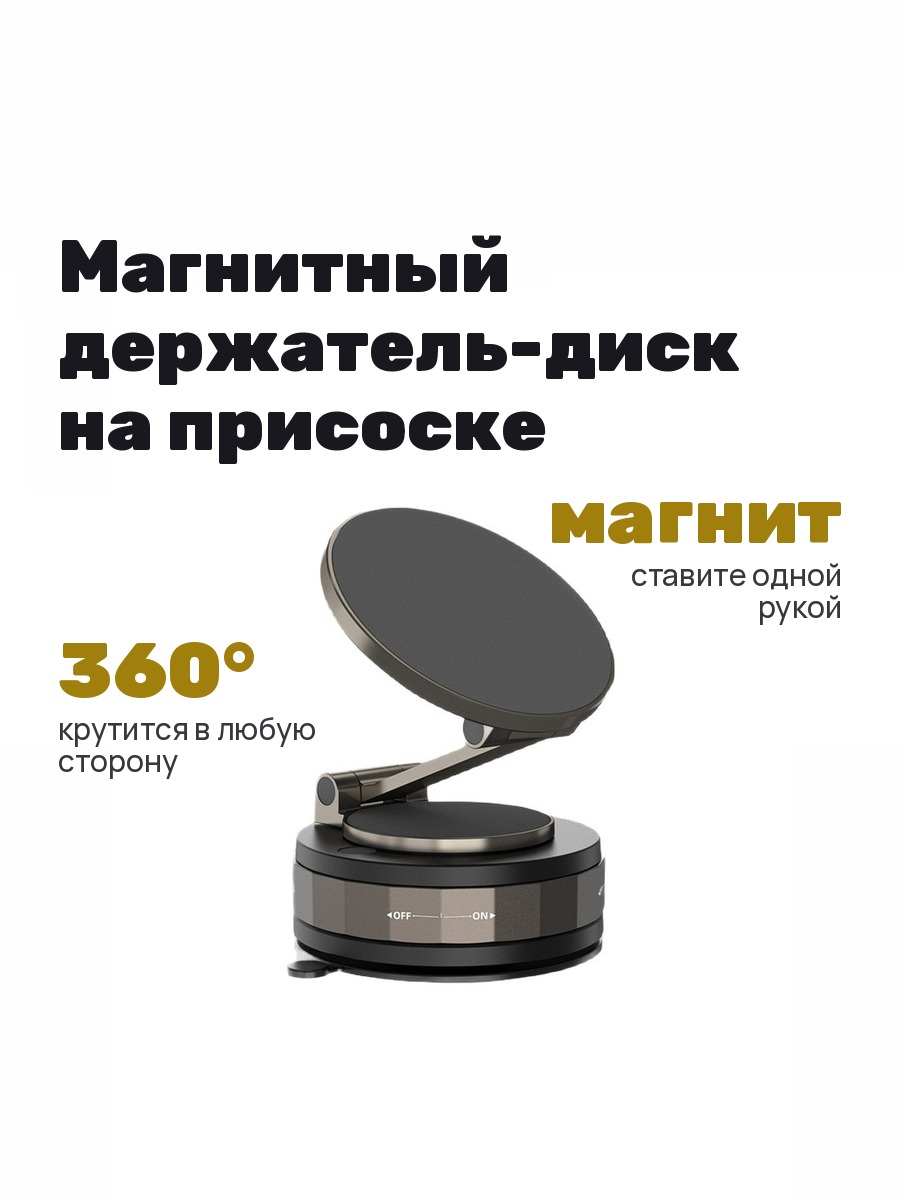 Магнитный
держатель-диск
на присоске
магнит
ставите одной
рукой
360°
крутится в любую
сторону
◀OFF ON▶